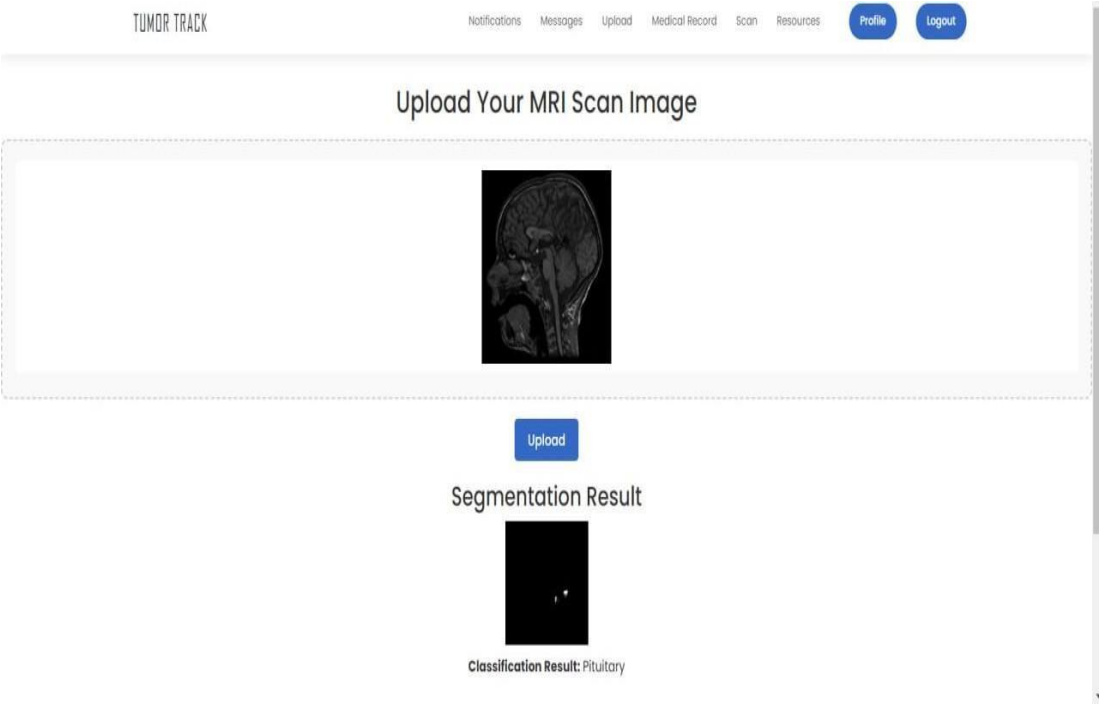 TUMOR TRACK
Notifications Messages Upload Medical Record Scan Resources Profile Logout
Upload Your MRI Scan Image
Upload
Segmentation Result
Classification Result: Pituitary